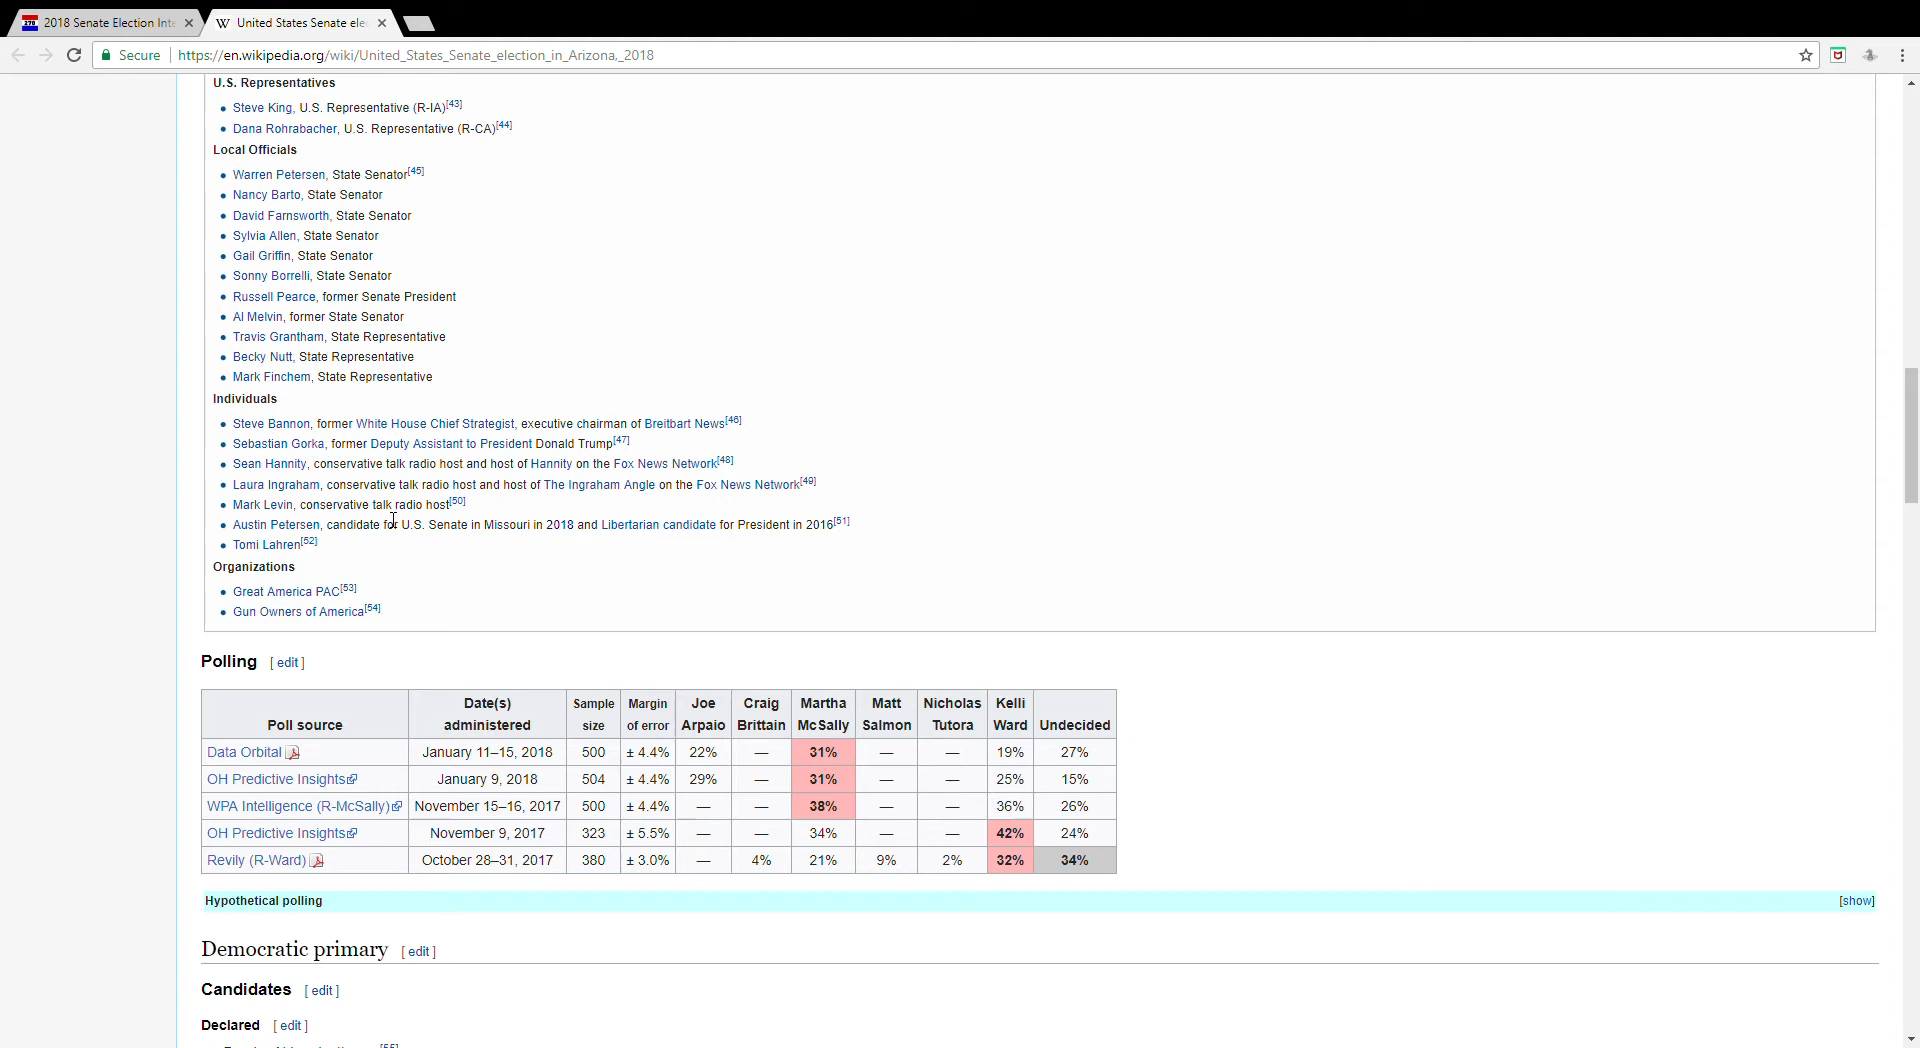 2018 Senate Election Inte
United States Senate ele
Secure
https://en.wikipedia.org/wiki/United_States_Senate_election_in_Arizona,_2018
U.S. Representatives
Steve King, U.S. Representative (R-IA)[43]
Dana Rohrabacher, U.S. Representative (R-CA)[44]
Local Officials
Warren Petersen, State Senator[45]
Nancy Barto, State Senator
David Farnsworth, State Senator
Sylvia Allen, State Senator
Gail Griffin, State Senator
Sonny Borrelli, State Senator
Russell Pearce, former Senate President
Al Melvin, former State Senator
Travis Grantham, State Representative
Becky Nutt, State Representative
Mark Finchem, State Representative
Individuals
Steve Bannon, former White House Chief Strategist, executive chairman of Breitbart News[46]
Sebastian Gorka, former Deputy Assistant to President Donald Trump[47]
Sean Hannity, conservative talk radio host and host of Hannity on the Fox News Network[48]
Laura Ingraham, conservative talk radio host and host of The Ingraham Angle on the Fox News Network[49]
Mark Levin, conservative talk radio host[50]
Austin Petersen, candidate for U.S. Senate in Missouri in 2018 and Libertarian candidate for President in 2016[51]
Tomi Lahren[52]
Organizations
Great America PAC[53]
Gun Owners of America[54]
Polling [ edit ]
Poll source Date(s) administered Sample size Margin of error Joe Arpaio Craig Brittain Martha McSally Matt Salmon Nicholas Tutora Kelli Ward Undecided
Data Orbital January 11–15, 2018 500 ± 4.4% 22% — 31% — — 19% 27%
OH Predictive Insights January 9, 2018 504 ± 4.4% 29% — 31% — — 25% 15%
WPA Intelligence (R-McSally) November 15–16, 2017 500 ± 4.4% — — 38% — — 36% 26%
OH Predictive Insights November 9, 2017 323 ± 5.5% — — 34% — — 42% 24%
Revily (R-Ward) October 28–31, 2017 380 ± 3.0% — 4% 21% 9% 2% 32% 34%
Hypothetical polling [show]
Democratic primary [ edit ]
Candidates [ edit ]
Declared [ edit ]